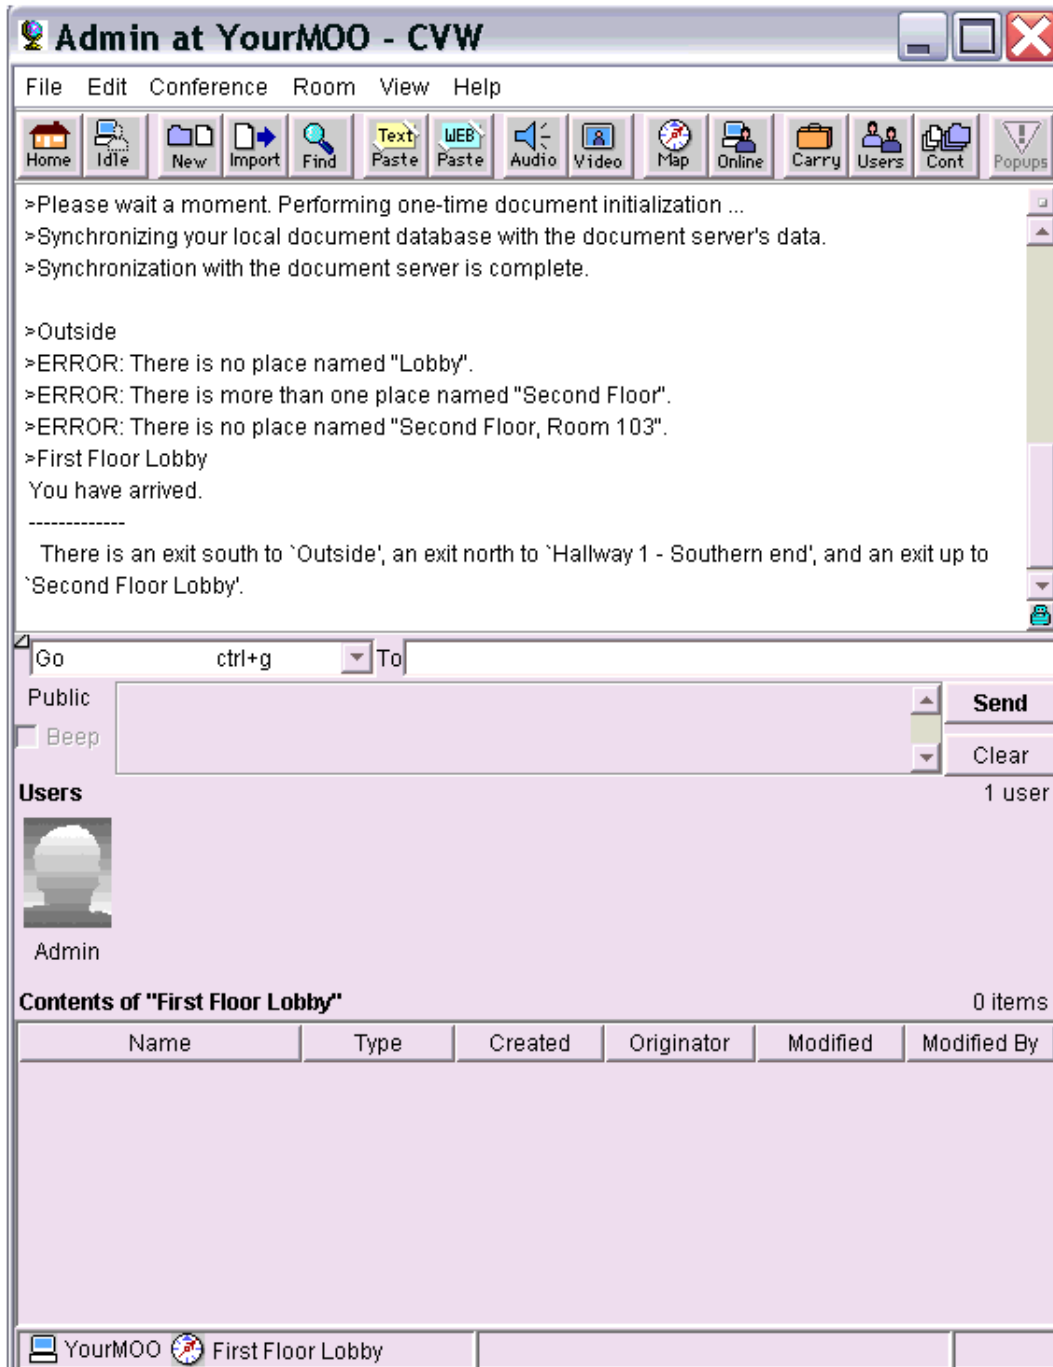 Admin at YourMOO - CVW
File Edit Conference Room View Help
Home Idle New Import Find Text Paste WEB Paste Audio Video Map Online Carry Users Cont Popups
>Please wait a moment. Performing one-time document initialization ...
>Synchronizing your local document database with the document server's data.
>Synchronization with the document server is complete.
>Outside
>ERROR: There is no place named "Lobby".
>ERROR: There is more than one place named "Second Floor".
>ERROR: There is no place named "Second Floor, Room 103".
>First Floor Lobby
You have arrived.
-------------
There is an exit south to `Outside', an exit north to `Hallway 1 - Southern end', and an exit up to
`Second Floor Lobby'.
Go ctrl+g To
Public Send
Beep Clear
Users 1 user
Admin
Contents of "First Floor Lobby" 0 items
Name Type Created Originator Modified Modified By
YourMOO First Floor Lobby